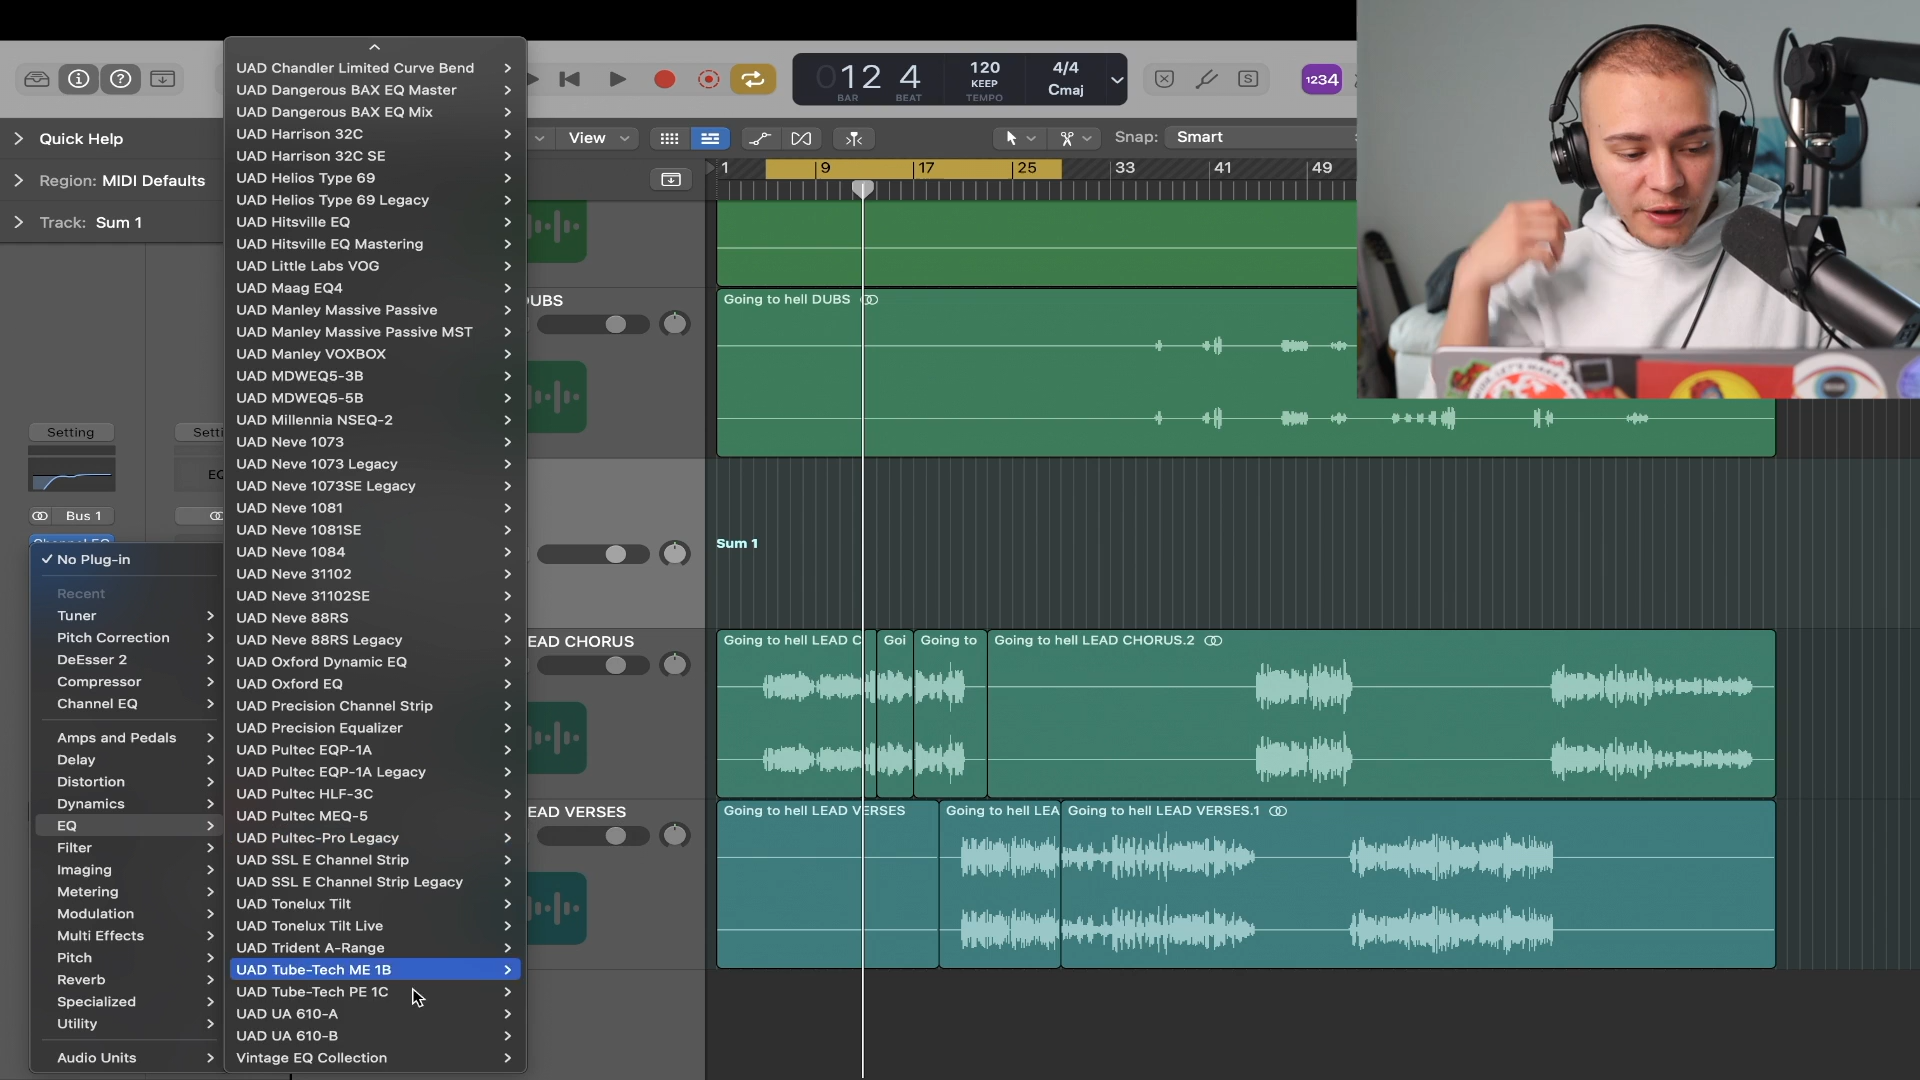 UAD Chandler Limited Curve Bend
UAD Dangerous BAX EQ Master
UAD Dangerous BAX EQ Mix
UAD Harrison 32C
UAD Harrison 32C SE
UAD Helios Type 69
UAD Helios Type 69 Legacy
UAD Hitsville EQ
UAD Hitsville EQ Mastering
UAD Little Labs VOG
UAD Maag EQ4
UAD Manley Massive Passive
UAD Manley Massive Passive MST
UAD Manley VOXBOX
UAD MDWEQ5-3B
UAD MDWEQ5-5B
UAD Millennia NSEQ-2
UAD Neve 1073
UAD Neve 1073 Legacy
UAD Neve 1073SE Legacy
UAD Neve 1081
UAD Neve 1081SE
UAD Neve 1084
UAD Neve 31102
UAD Neve 31102SE
UAD Neve 88RS
UAD Neve 88RS Legacy
UAD Oxford Dynamic EQ
UAD Oxford EQ
UAD Precision Channel Strip
UAD Precision Equalizer
UAD Pultec EQP-1A
UAD Pultec EQP-1A Legacy
UAD Pultec HLF-3C
UAD Pultec MEQ-5
UAD Pultec-Pro Legacy
UAD SSL E Channel Strip
UAD SSL E Channel Strip Legacy
UAD Tonelux Tilt
UAD Tonelux Tilt Live
UAD Trident A-Range
UAD Tube-Tech ME 1B
UAD Tube-Tech PE 1C
UAD UA 610-A
UAD UA 610-B
Vintage EQ Collection
Quick Help
Region: MIDI Defaults
Track: Sum 1
Setting
Setti
EQ
Bus 1
Channel EQ
✓ No Plug-in
Recent
Tuner
Pitch Correction
DeEsser 2
Compressor
Channel EQ
Amps and Pedals
Delay
Distortion
Dynamics
EQ
Filter
Imaging
Metering
Modulation
Multi Effects
Pitch
Reverb
Specialized
Utility
Audio Units
012 4
BAR BEAT
120
KEEP
TEMPO
4/4
Cmaj
S
1234
View
Snap: Smart
1 9 17 25 33 41 49
UBS
Going to hell DUBS
Sum 1
EAD CHORUS
Going to hell LEAD C
Goi
Going to
Going to hell LEAD CHORUS.2
EAD VERSES
Going to hell LEAD VERSES
Going to hell LEA
Going to hell LEAD VERSES.1